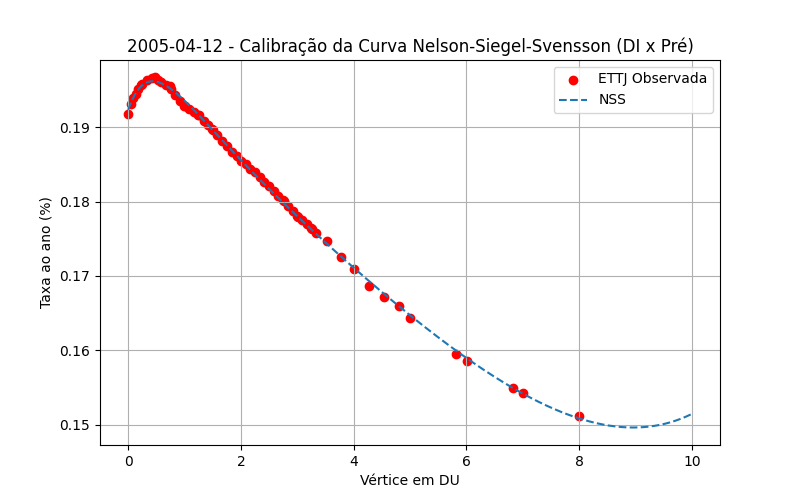 2005-04-12 - Calibração da Curva Nelson-Siegel-Svensson (DI x Pré)
ETTJ Observada
NSS
Taxa ao ano (%)
0.19
0.18
0.17
0.16
0.15
0 2 4 6 8 10
Vértice em DU